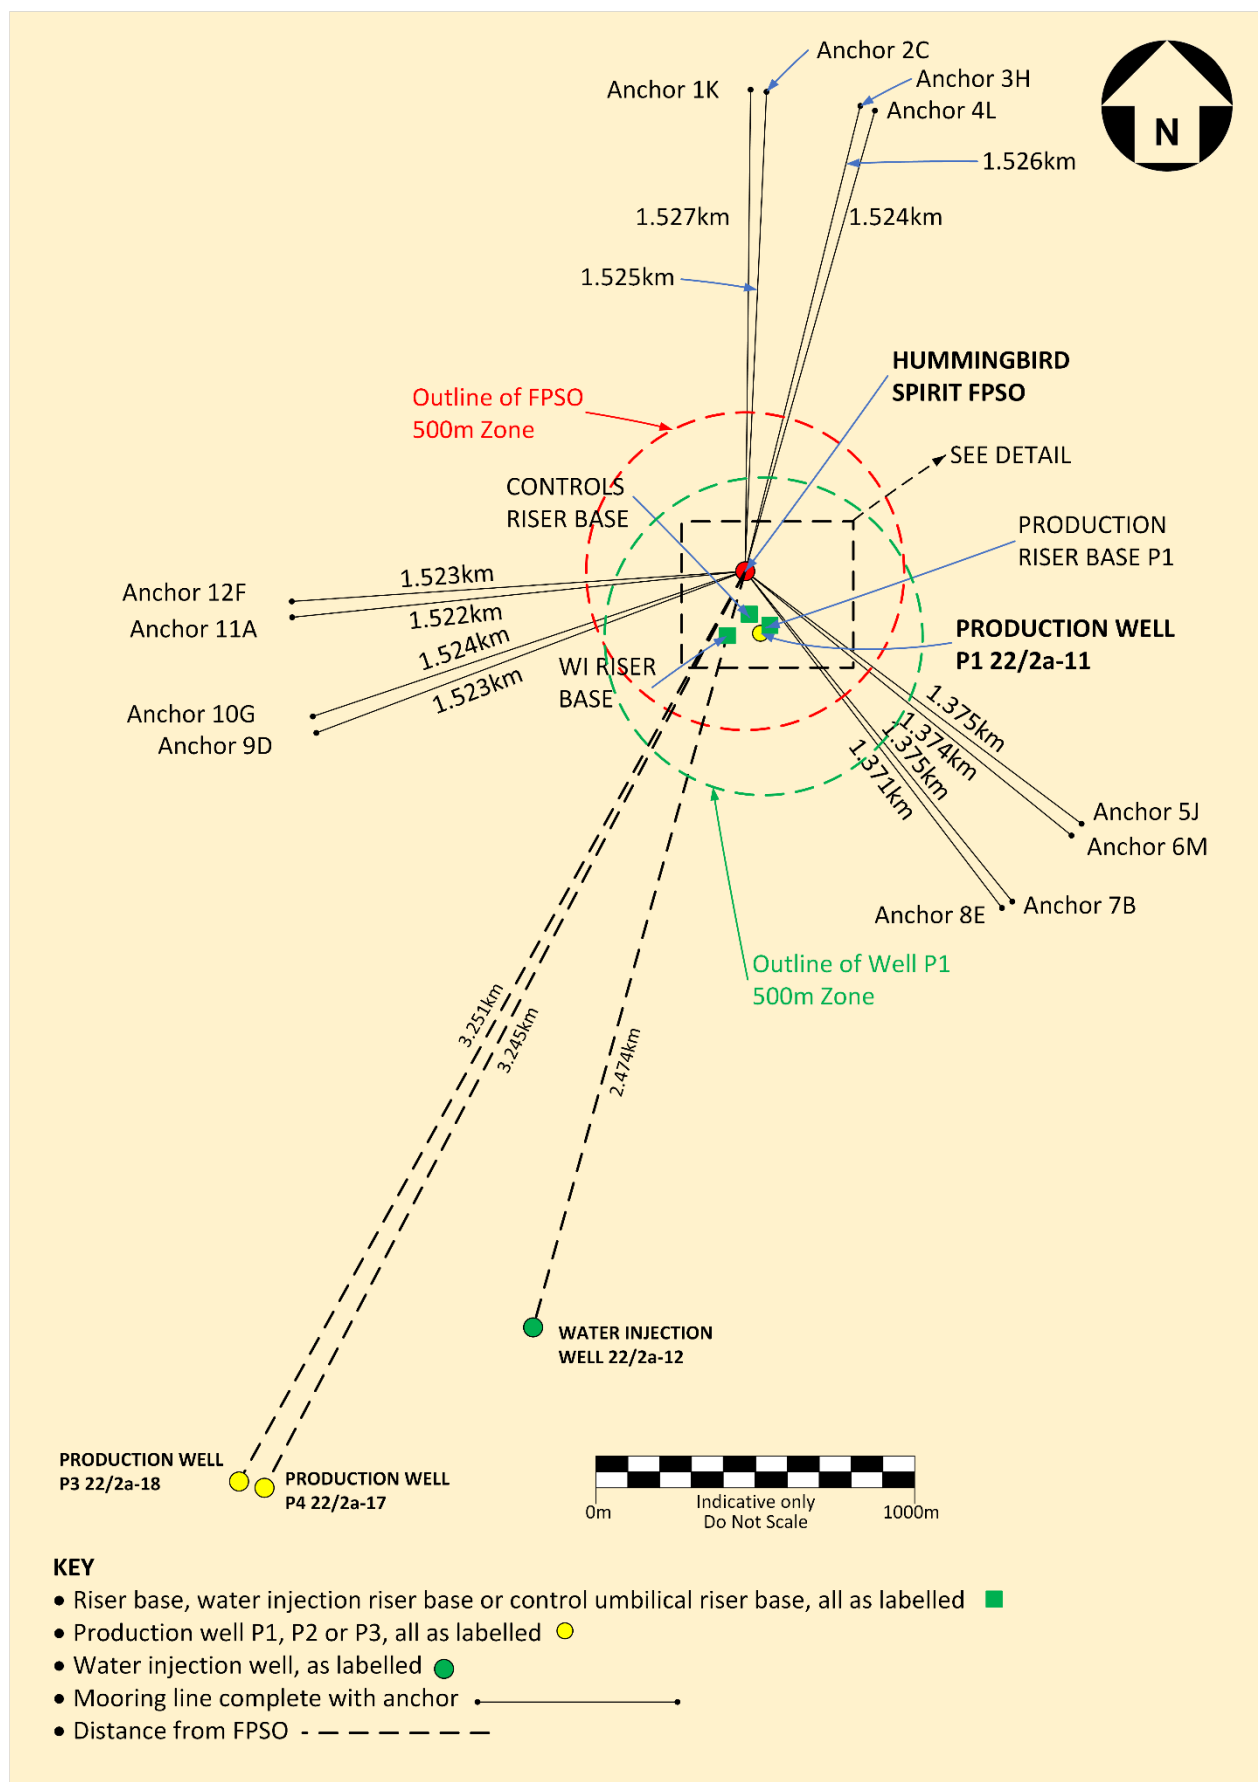 Anchor 2C
Anchor 1K
Anchor 3H
Anchor 4L
N
1.526km
1.527km
1.524km
1.525km
HUMMINGBIRD
SPIRIT FPSO
Outline of FPSO
500m Zone
SEE DETAIL
CONTROLS
RISER BASE
PRODUCTION
RISER BASE P1
1.523km
Anchor 12F
1.522km
Anchor 11A
1.524km
1.523km
PRODUCTION WELL
P1 22/2a-11
WI RISER
BASE
Anchor 10G
Anchor 9D
1.375km
1.374km
1.375km
1.371km
Anchor 5J
Anchor 6M
Anchor 7B
Anchor 8E
Outline of Well P1
500m Zone
3.251km
3.245km
2.474km
WATER INJECTION
WELL 22/2a-12
PRODUCTION WELL
P3 22/2a-18
PRODUCTION WELL
P4 22/2a-17
Indicative only
Do Not Scale
0m
1000m
KEY
• Riser base, water injection riser base or control umbilical riser base, all as labelled
• Production well P1, P2 or P3, all as labelled
• Water injection well, as labelled
• Mooring line complete with anchor
• Distance from FPSO